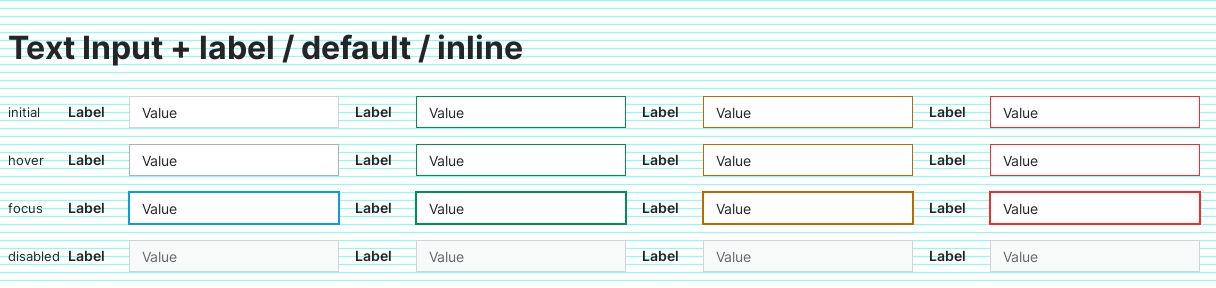 Text Input + label / default / inline
initial Label Value Label Value Label Value Label Value
hover Label Value Label Value Label Value Label Value
focus Label Value Label Value Label Value Label Value
disabled Label Value Label Value Label Value Label Value